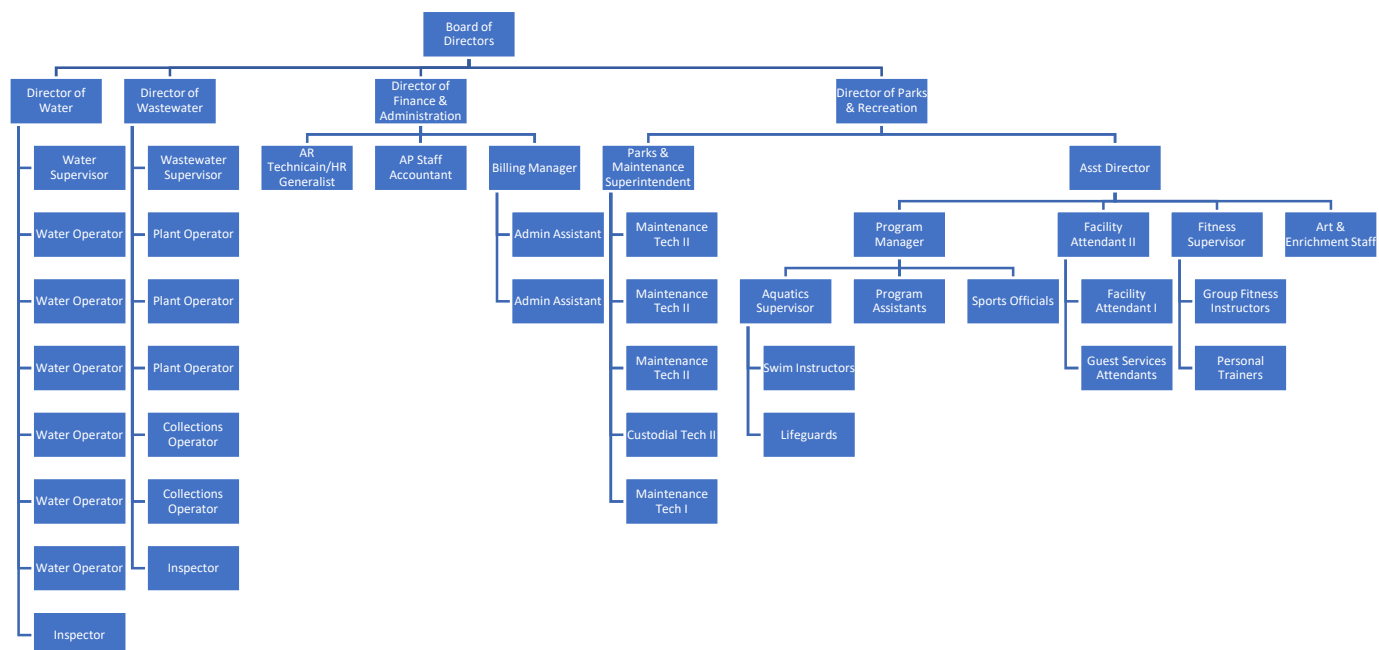 Board of
Directors
Director of
Water
Director of
Wastewater
Director of
Finance &
Administration
Director of Parks
& Recreation
Water
Supervisor
Wastewater
Supervisor
AR
Technicain/HR
Generalist
AP Staff
Accountant
Billing Manager
Parks &
Maintenance
Superintendent
Asst Director
Water Operator
Plant Operator
Admin Assistant
Maintenance
Tech II
Program
Manager
Facility
Attendant II
Fitness
Supervisor
Art &
Enrichment Staff
Water Operator
Plant Operator
Admin Assistant
Maintenance
Tech II
Aquatics
Supervisor
Program
Assistants
Sports Officials
Facility
Attendant I
Group Fitness
Instructors
Water Operator
Plant Operator
Maintenance
Tech II
Swim Instructors
Guest Services
Attendants
Personal
Trainers
Water Operator
Collections
Operator
Custodial Tech II
Lifeguards
Water Operator
Collections
Operator
Maintenance
Tech I
Water Operator
Inspector
Inspector